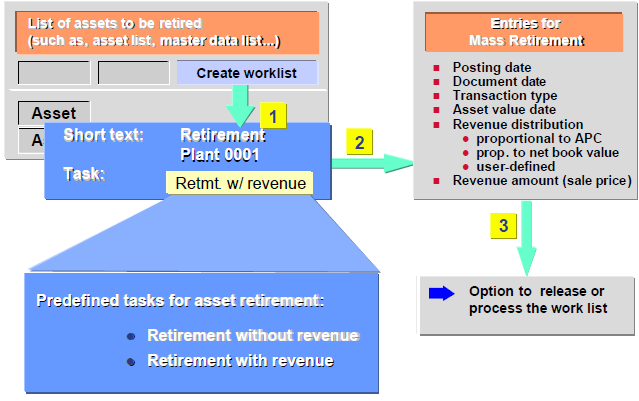 List of assets to be retired
(such as, asset list, master data list...)
Create worklist
Asset
As
1
Short text: Retirement
Plant 0001
Task:
Retmt. w/ revenue
2
Entries for
Mass Retirement
Posting date
Document date
Transaction type
Asset value date
Revenue distribution
proportional to APC
prop. to net book value
user-defined
Revenue amount (sale price)
3
Option to release or
process the work list
Predefined tasks for asset retirement:
Retirement without revenue
Retirement with revenue